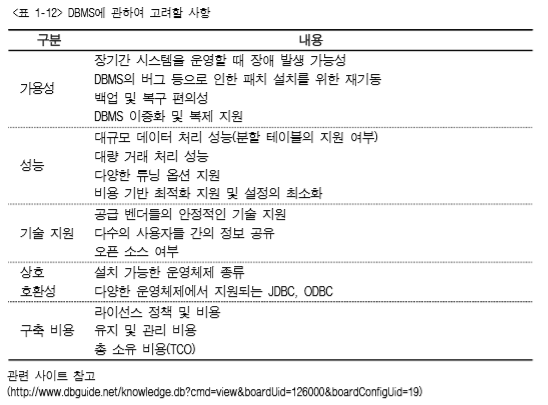 <표 1-12> DBMS에 관하여 고려할 사항
구분 내용
가용성
장기간 시스템을 운영할 때 장애 발생 가능성
DBMS의 버그 등으로 인한 패치 설치를 위한 재기동
백업 및 복구 편의성
DBMS 이중화 및 복제 지원
성능
대규모 데이터 처리 성능(분할 테이블의 지원 여부)
대량 거래 처리 성능
다양한 튜닝 옵션 지원
비용 기반 최적화 지원 및 설정의 최소화
기술 지원
공급 벤더들의 안정적인 기술 지원
다수의 사용자들 간의 정보 공유
오픈 소스 여부
상호
호환성
설치 가능한 운영체제 종류
다양한 운영체제에서 지원되는 JDBC, ODBC
구축 비용
라이선스 정책 및 비용
유지 및 관리 비용
총 소유 비용(TCO)
관련 사이트 참고
(http://www.dbguide.net/knowledge.db?cmd=view&boardUid=126000&boardConfigUid=19)